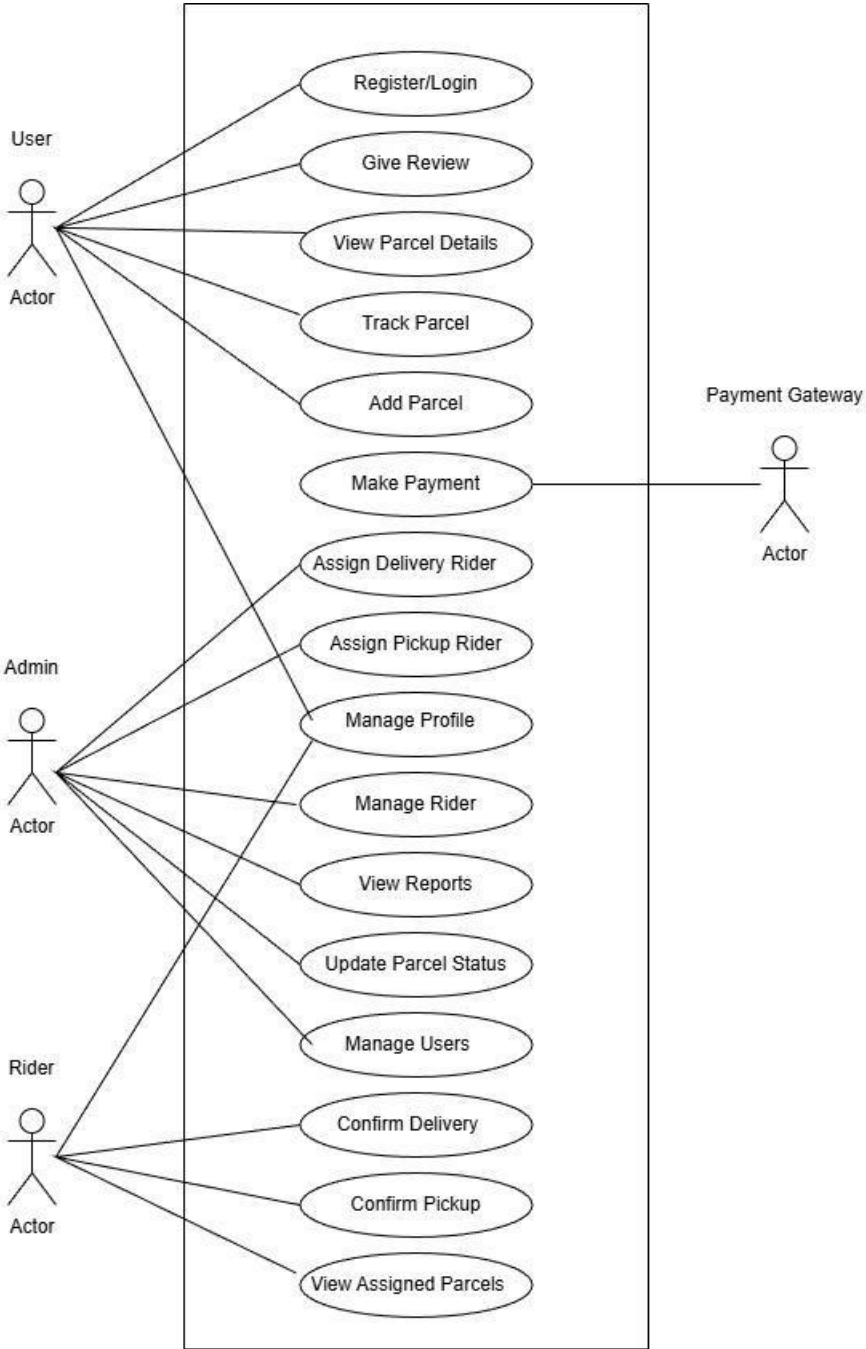 Register/Login
User
Give Review
View Parcel Details
Actor
Track Parcel
Add Parcel
Payment Gateway
Make Payment
Actor
Assign Delivery Rider
Assign Pickup Rider
Admin
Manage Profile
Manage Rider
Actor
View Reports
Update Parcel Status
Manage Users
Rider
Confirm Delivery
Confirm Pickup
Actor
View Assigned Parcels